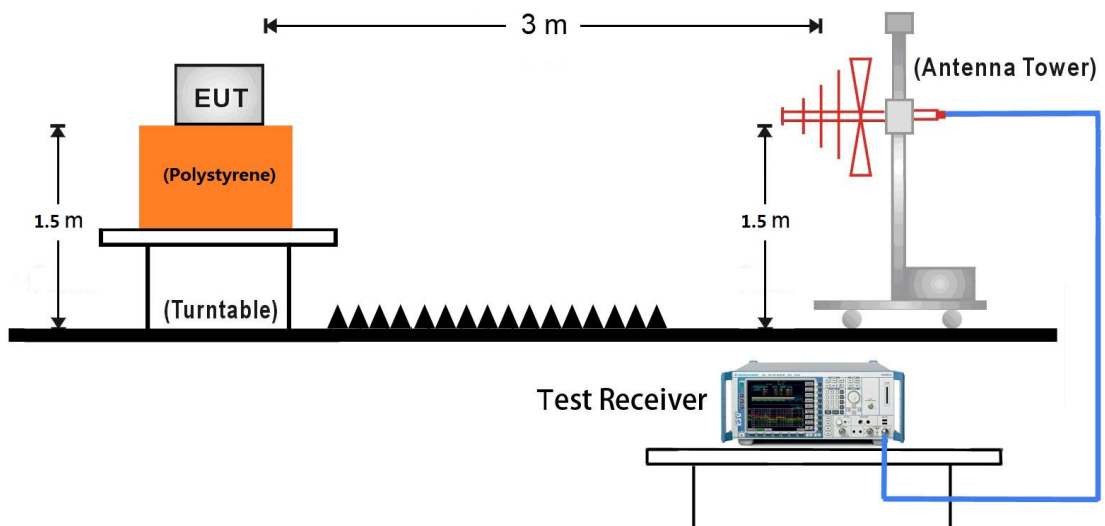 3 m
(Antenna Tower)
EUT
(Polystyrene)
1.5 m
1.5 m
(Turntable)
Test Receiver